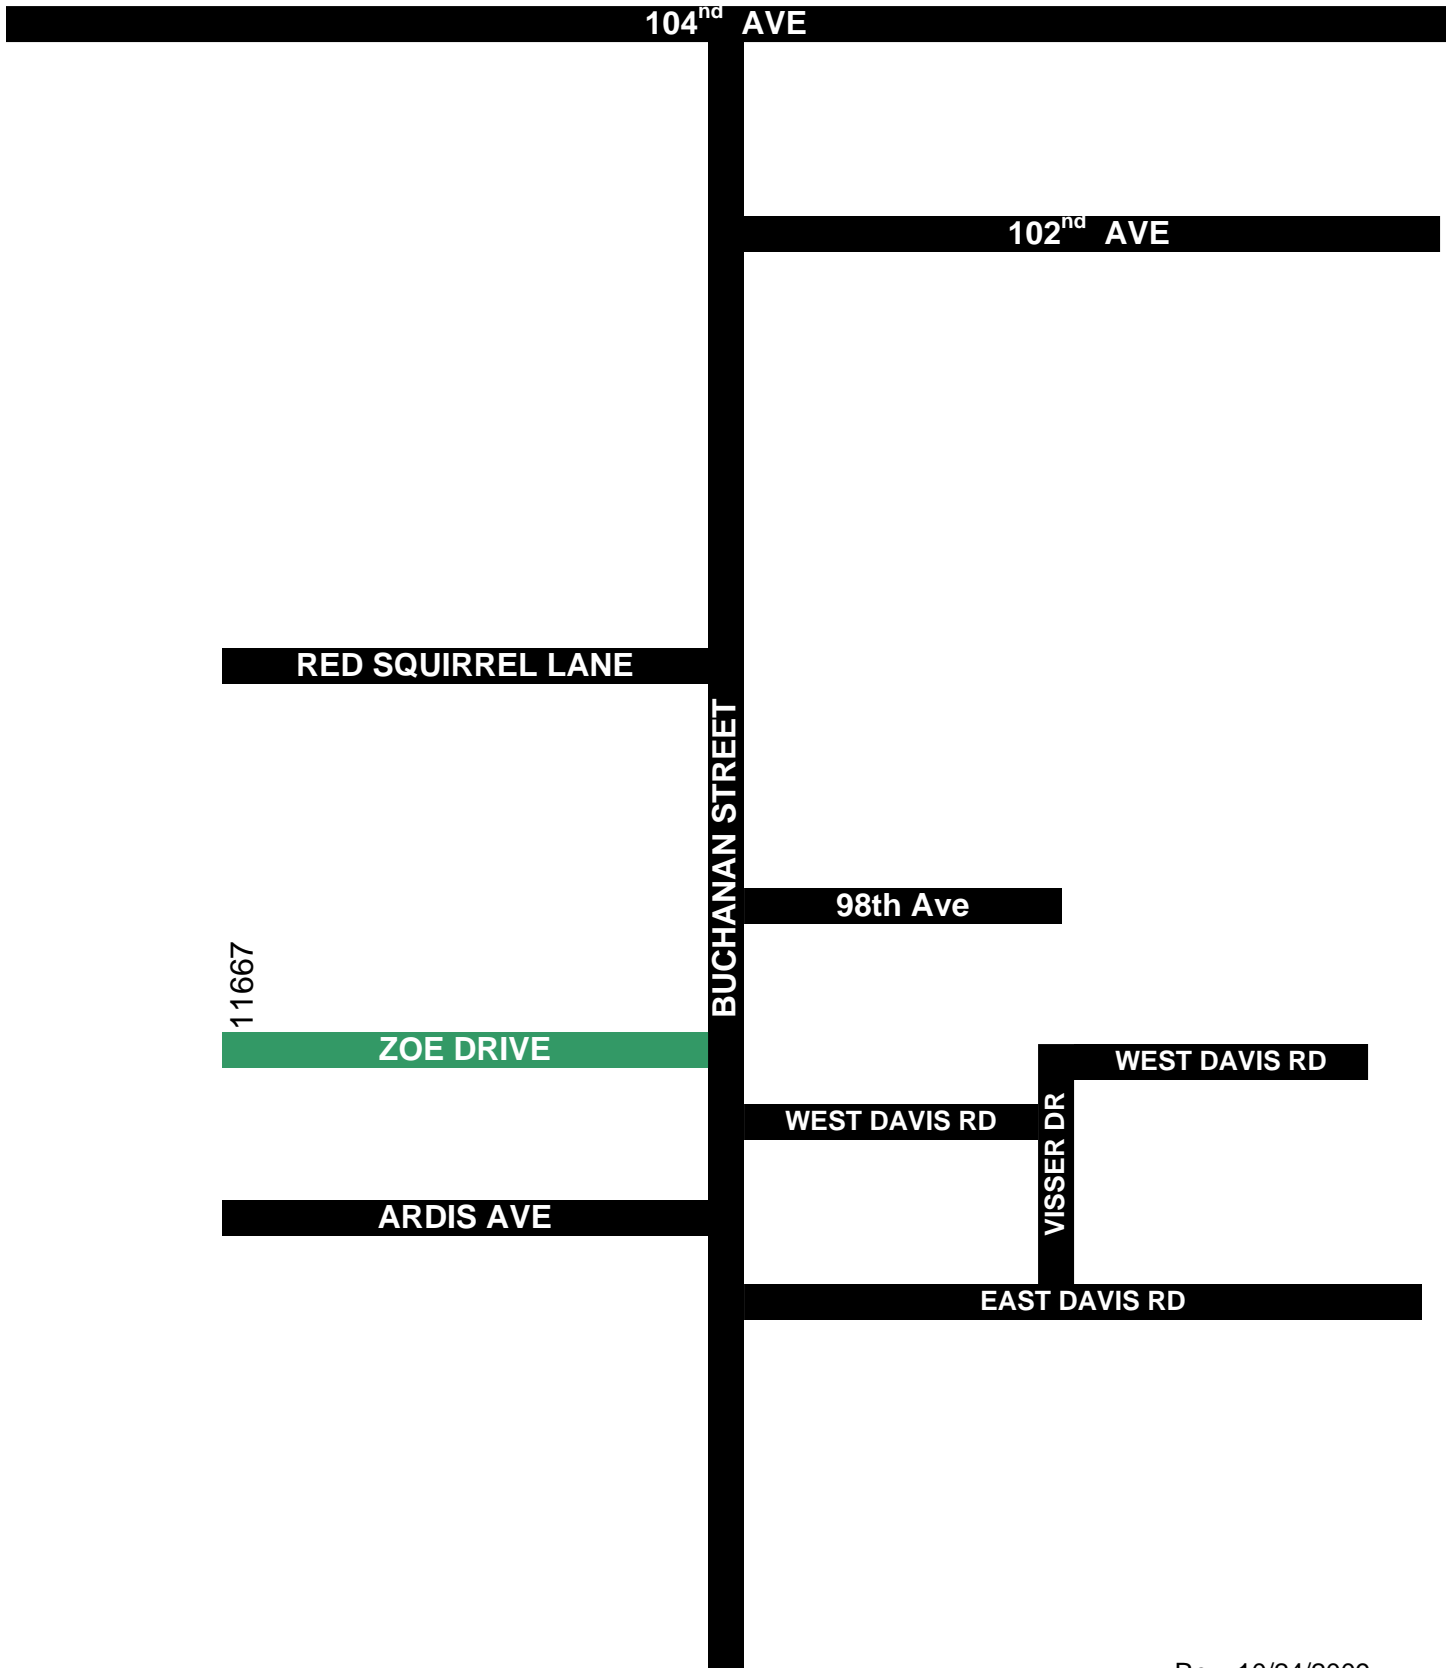 104nd AVE
102nd AVE
RED SQUIRREL LANE
BUCHANAN STREET
98th Ave
11667
ZOE DRIVE
WEST DAVIS RD
WEST DAVIS RD
VISSER DR
ARDIS AVE
EAST DAVIS RD